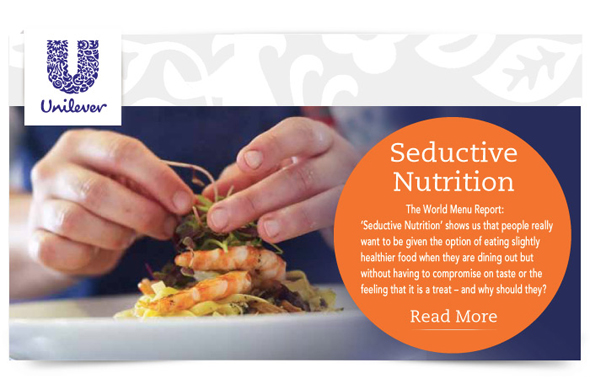 Unilever
Seductive
Nutrition
The World Menu Report:
‘Seductive Nutrition’ shows us that people really
want to be given the option of eating slightly
healthier food when they are dining out but
without having to compromise on taste or the
feeling that it is a treat – and why should they?
Read More